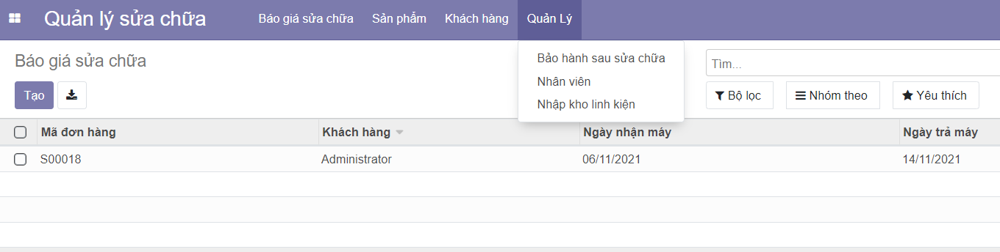 Quản lý sửa chữa Báo giá sửa chữa Sản phẩm Khách hàng Quản Lý
Báo giá sửa chữa
Bảo hành sau sửa chữa
Nhân viên
Nhập kho linh kiện
Tìm...
Tạo
Bộ lọc Nhóm theo Yêu thích
Mã đơn hàng Khách hàng Ngày nhận máy Ngày trả máy
S00018 Administrator 06/11/2021 14/11/2021